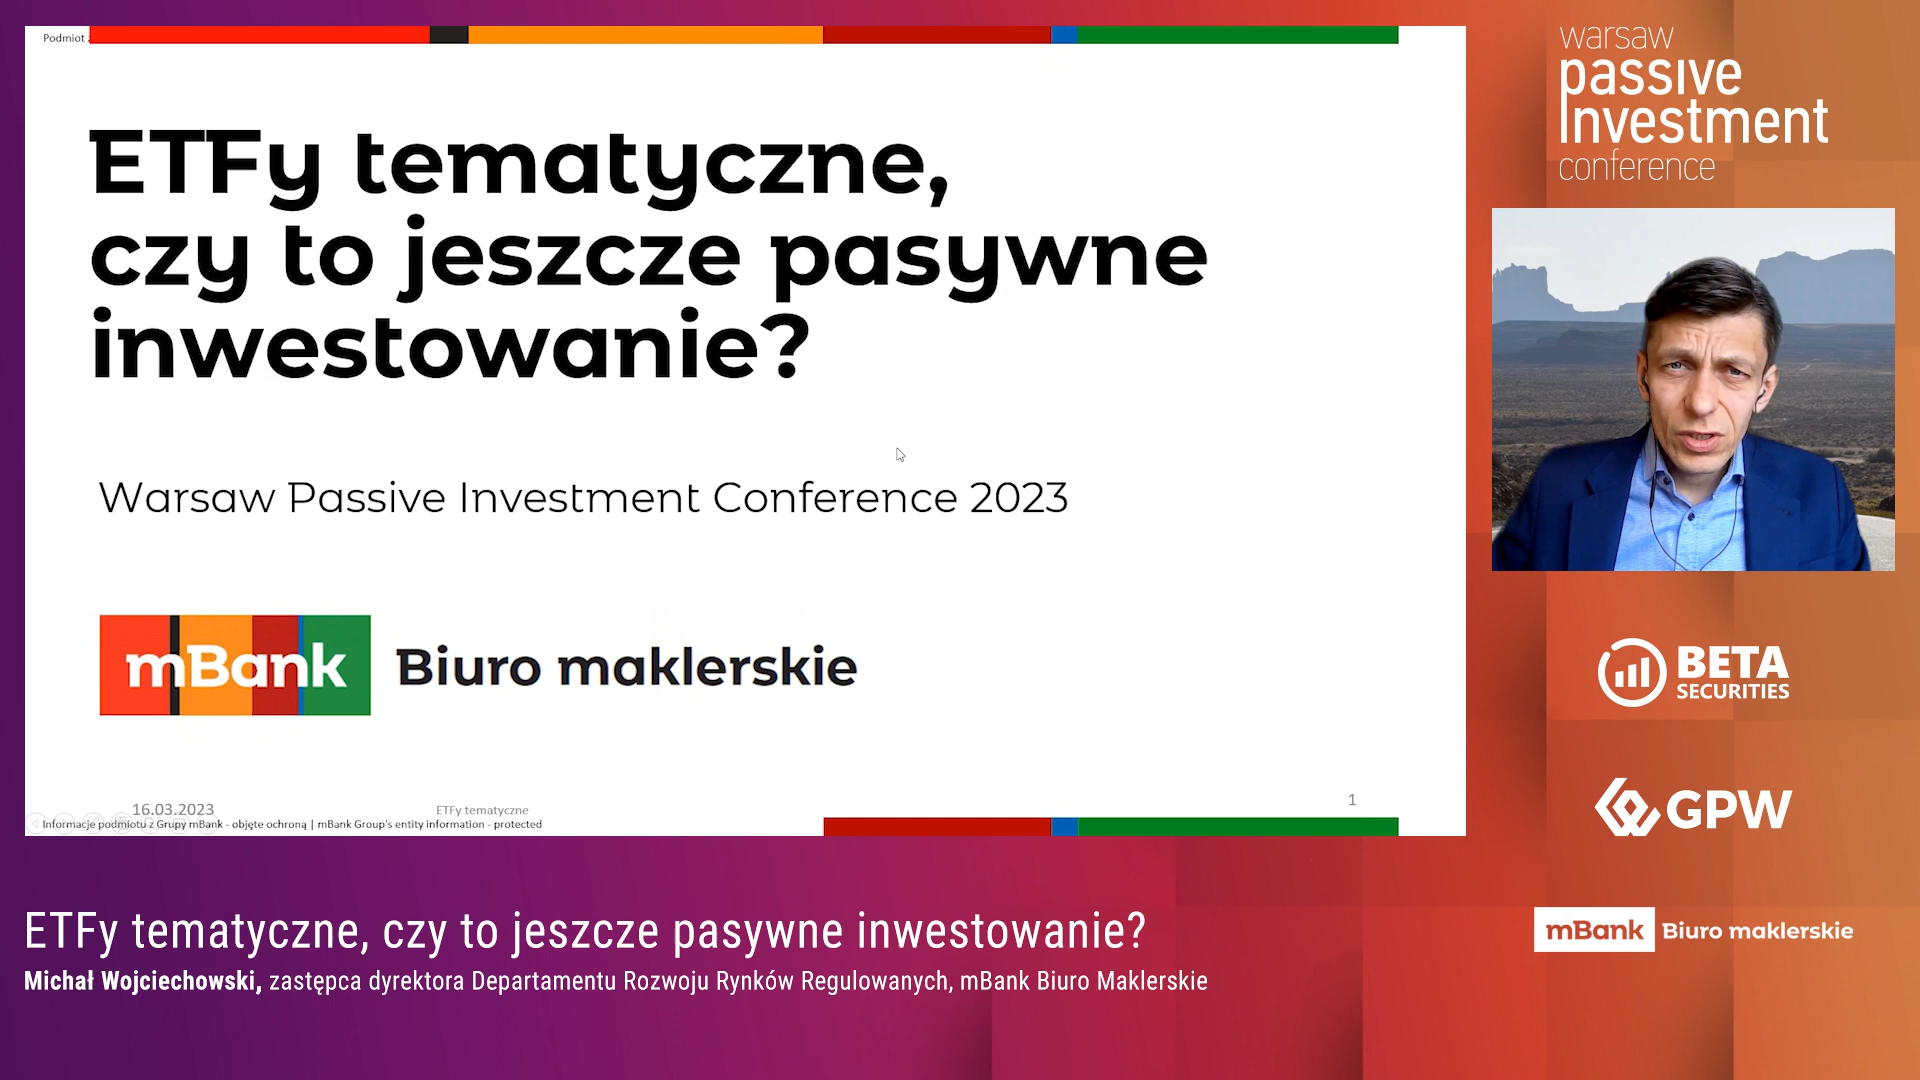 Podmiot
ETFy tematyczne,
czy to jeszcze pasywne
inwestowanie?
Warsaw Passive Investment Conference 2023
mBank Biuro maklerskie
16.03.2023
ETFy tematyczne
1
Informacje podmiotu z Grupy mBank - objęte ochroną | mBank Group's entity information - protected
warsaw
passive
Investment
conference
BETA
SECURITIES
GPW
mBank Biuro maklerskie
ETFy tematyczne, czy to jeszcze pasywne inwestowanie?
Michał Wojciechowski, zastępca dyrektora Departamentu Rozwoju Rynków Regulowanych, mBank Biuro Maklerskie